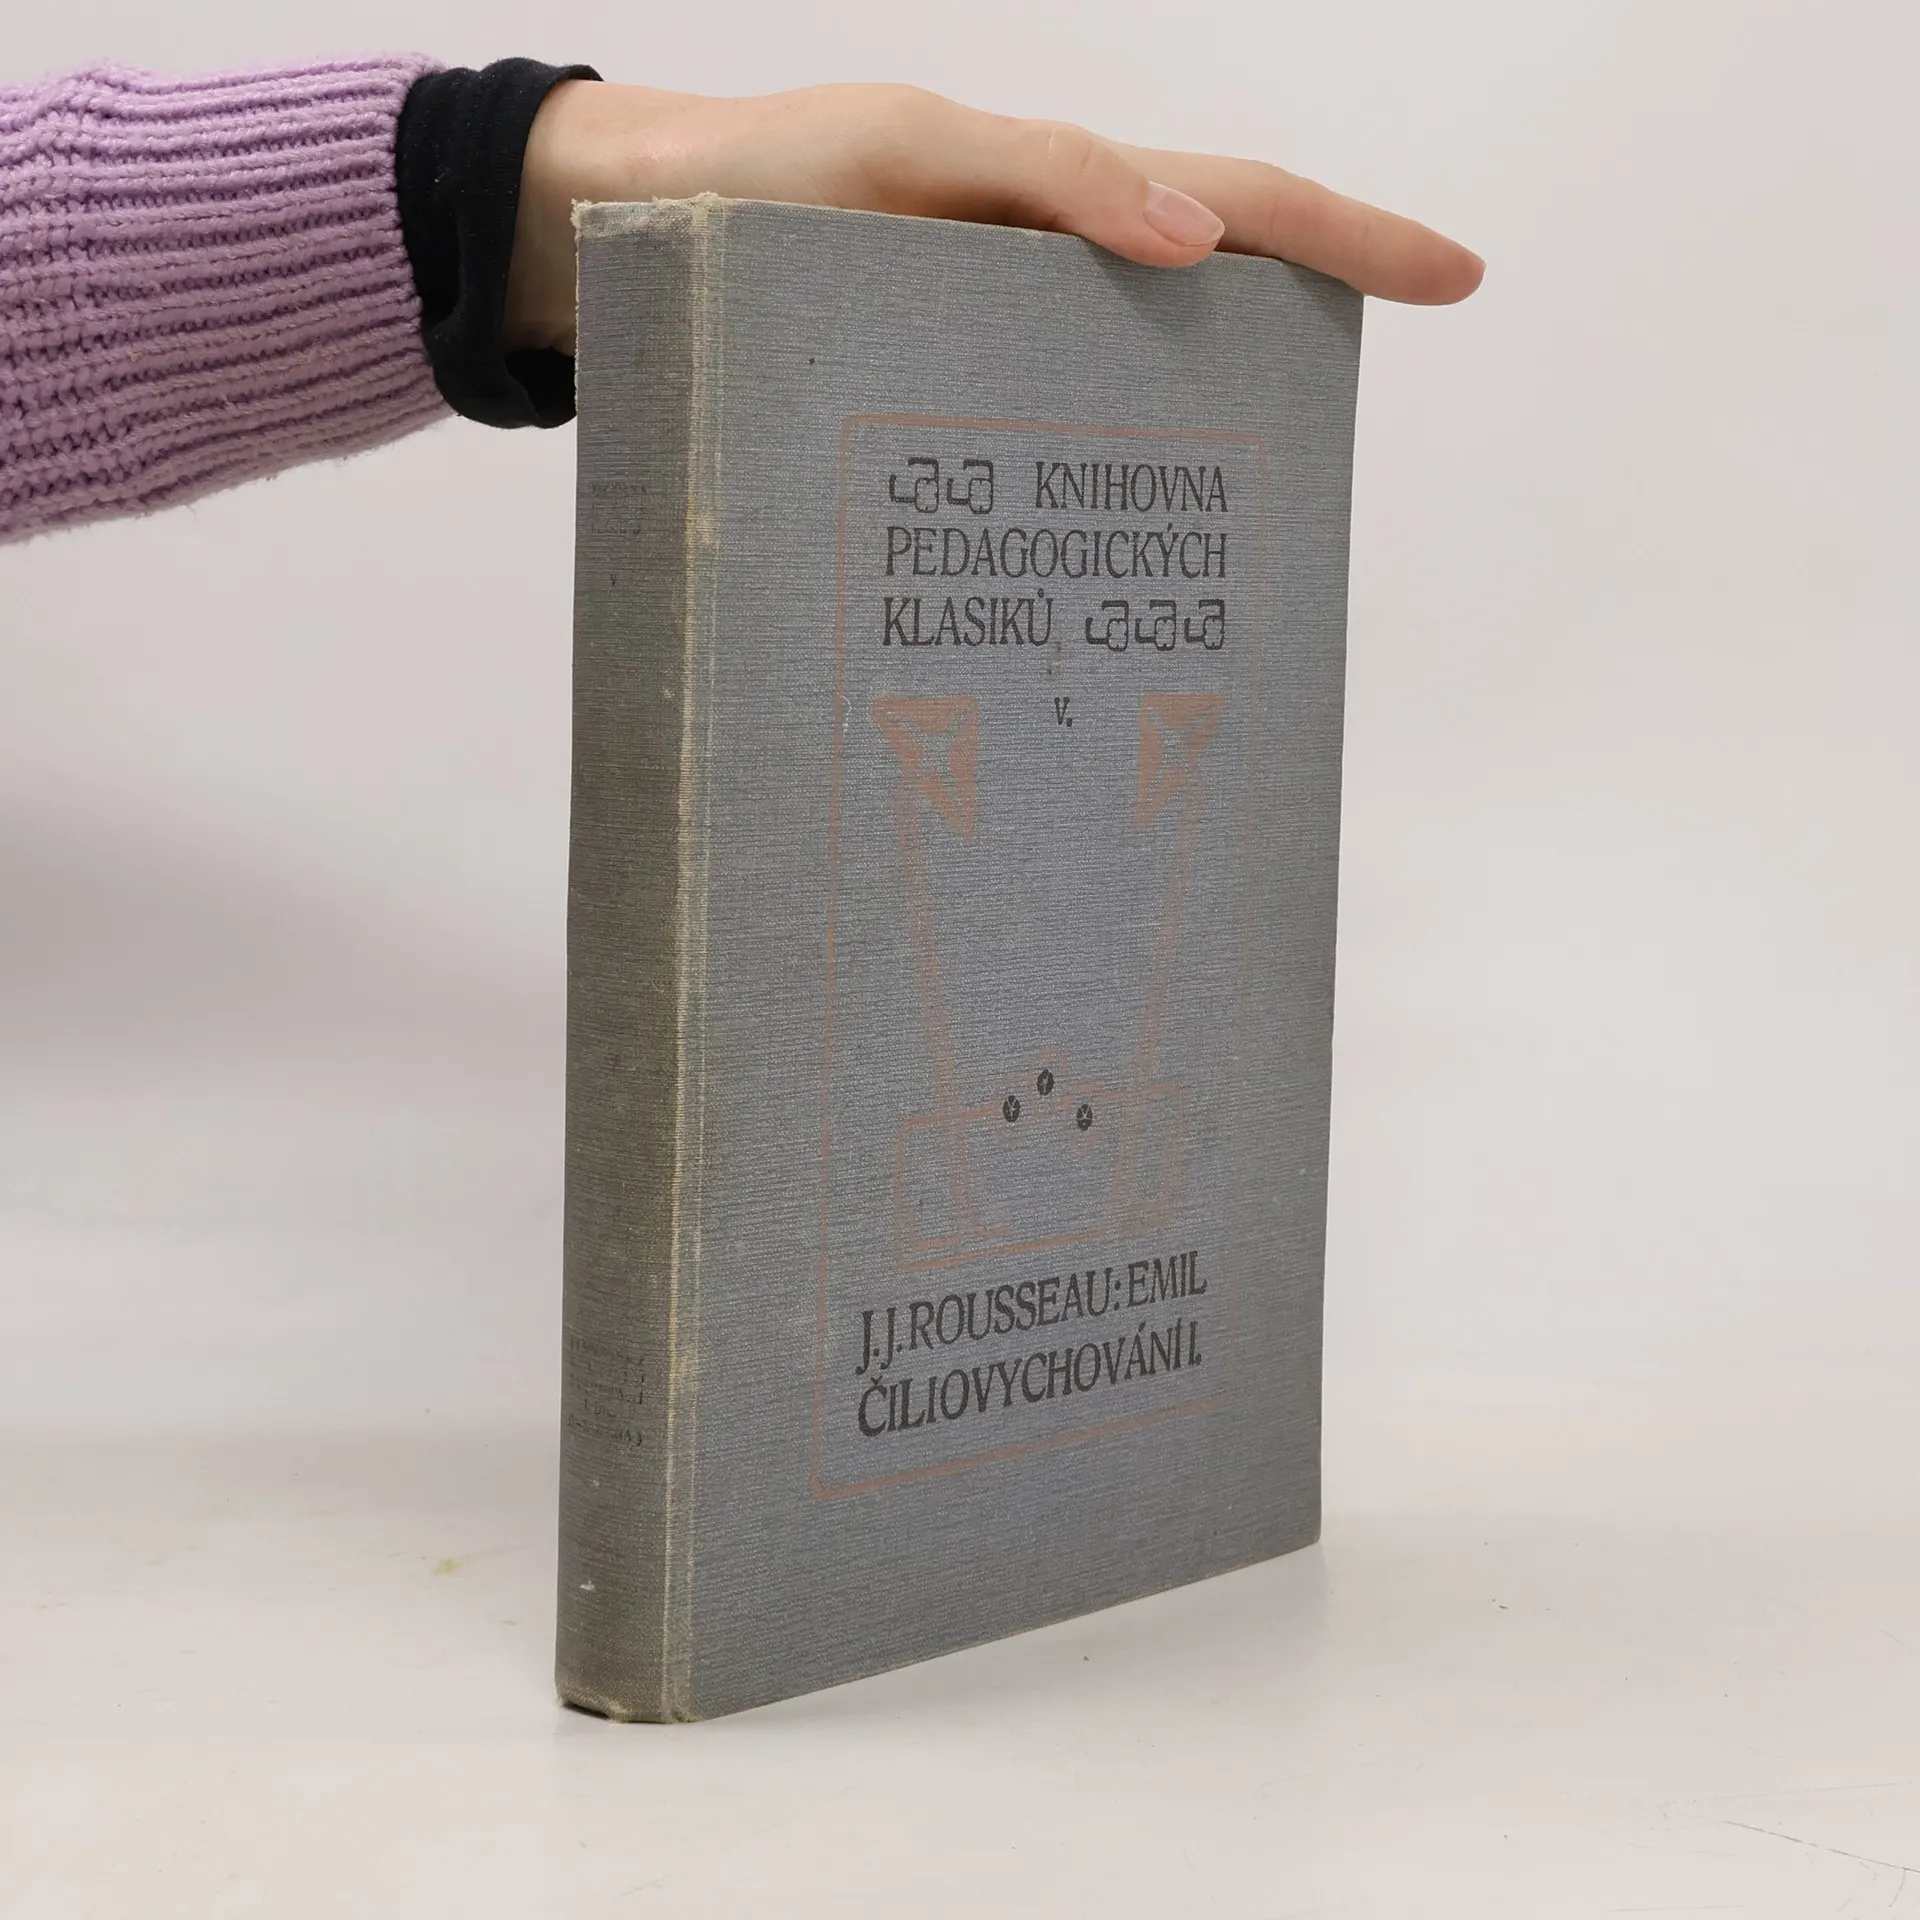 KNIHOVNA
PEDAGOGICKÝCH
KLASIKŮ
V.
J.J.ROUSSEAU: EMIL
ČILIOVYCHOVÁNÍ I.
V